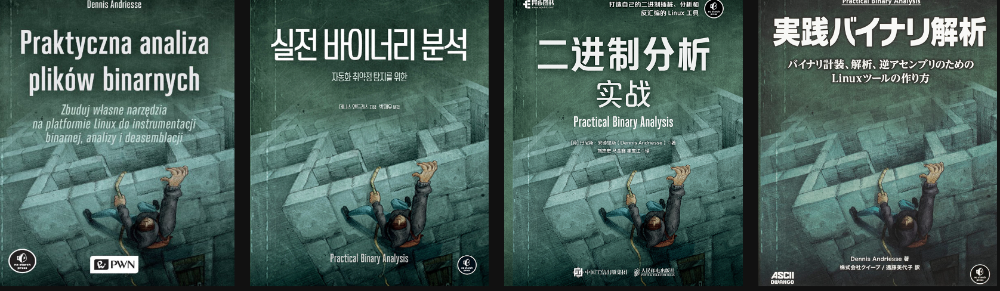 Dennis Andriesse
Praktyczna analiza
plików binarnych
Zbuduj własne narzędzia
na platformie Linux do instrumentacji
binarnej, analizy i deasemblacji
no starch
press
PWN
실전 바이너리 분석
자동화 취약점 탐지를 위한
데니스 앤드리스 지음 박재유 옮김
Practical Binary Analysis
no starch
press
异步图书
www.epubit.com
打造自己的二进制插桩、分析和
反汇编的 Linux 工具
no starch
press
二进制分析
实战
Practical Binary Analysis
[荷] 丹尼斯·安德里斯 ( Dennis Andriesse ) 著
刘杰宏 马金鑫 崔宝江 译
中国工信出版集团
人民邮电出版社
POSTS & TELECOM PRESS
Practical Binary Analysis
実践バイナリ解析
バイナリ計装、解析、逆アセンブリのための
Linuxツールの作り方
Dennis Andriesse 著
株式会社クイープ / 遠藤美代子 訳
ASCII
DWANGO
no starch
press